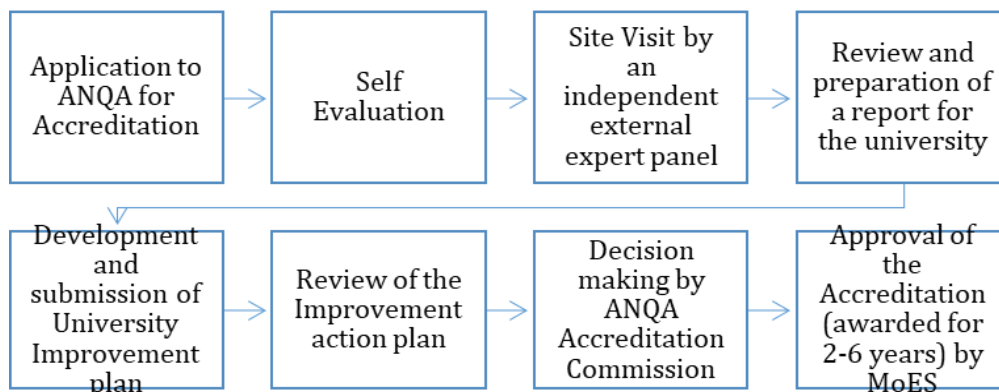 Application to
ANQA for
Accreditation
Self
Evaluation
Site Visit by
an
independent
external
expert panel
Review and
preparation of
a report for
the university
Development
and
submission of
University
Improvement
plan
Review of the
Improvement
action plan
Decision
making by
ANQA
Accreditation
Commission
Approval of
the
Accreditation
(awarded for
2-6 years) by
MoES